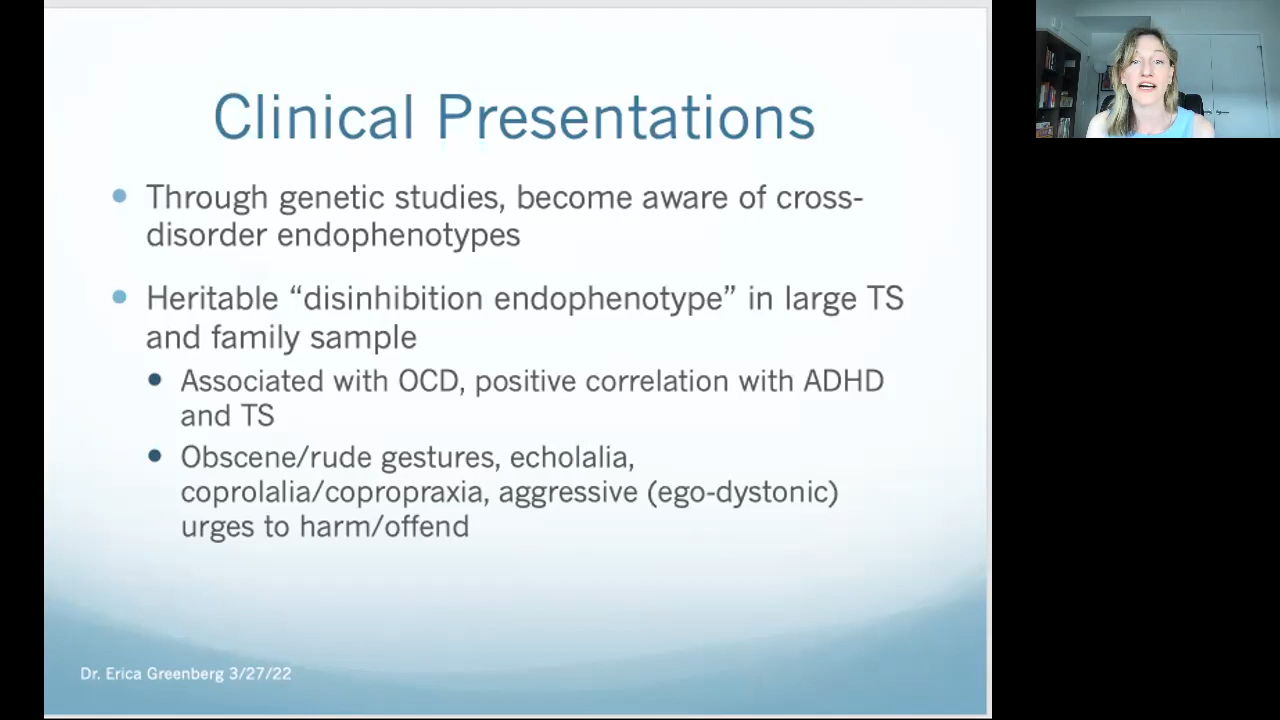 Clinical Presentations
Through genetic studies, become aware of cross-
disorder endophenotypes
Heritable “disinhibition endophenotype” in large TS
and family sample
Associated with OCD, positive correlation with ADHD
and TS
Obscene/rude gestures, echolalia,
coprolalia/copropraxia, aggressive (ego-dystonic)
urges to harm/offend
Dr. Erica Greenberg 3/27/22